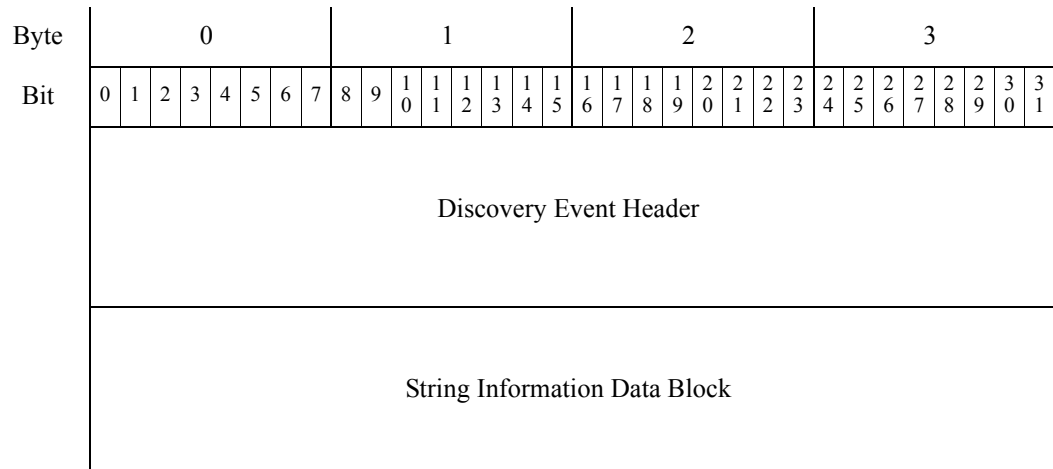 Byte 0 1 2 3
Bit 0 1 2 3 4 5 6 7 8 9 10 11 12 13 14 15 16 17 18 19 20 21 22 23 24 25 26 27 28 29 30 31
Discovery Event Header
String Information Data Block